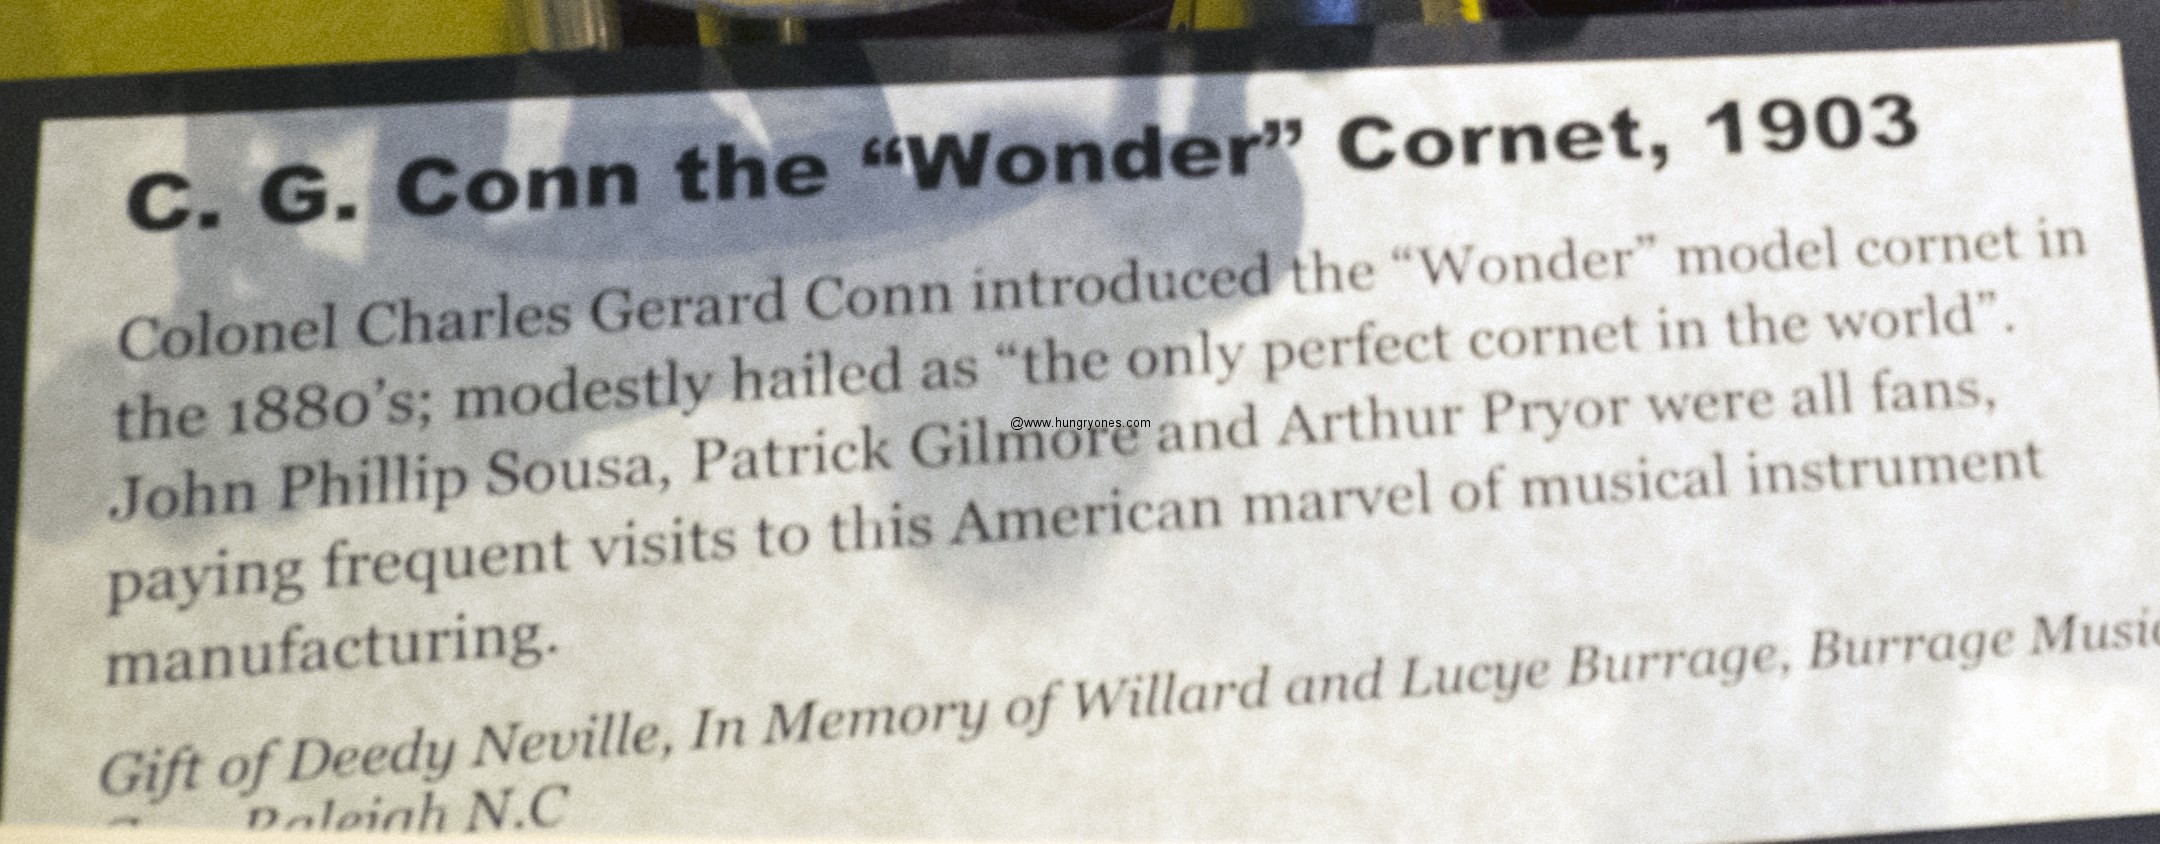 C. G. Conn the “Wonder” Cornet, 1903
Colonel Charles Gerard Conn introduced the “Wonder” model cornet in
the 1880’s; modestly hailed as “the only perfect cornet in the world”.
John Phillip Sousa, Patrick Gilmore and Arthur Pryor were all fans,
paying frequent visits to this American marvel of musical instrument
manufacturing.
Gift of Deedy Neville, In Memory of Willard and Lucye Burrage, Burrage Music
Raleigh N.C
@www.hungryones.com